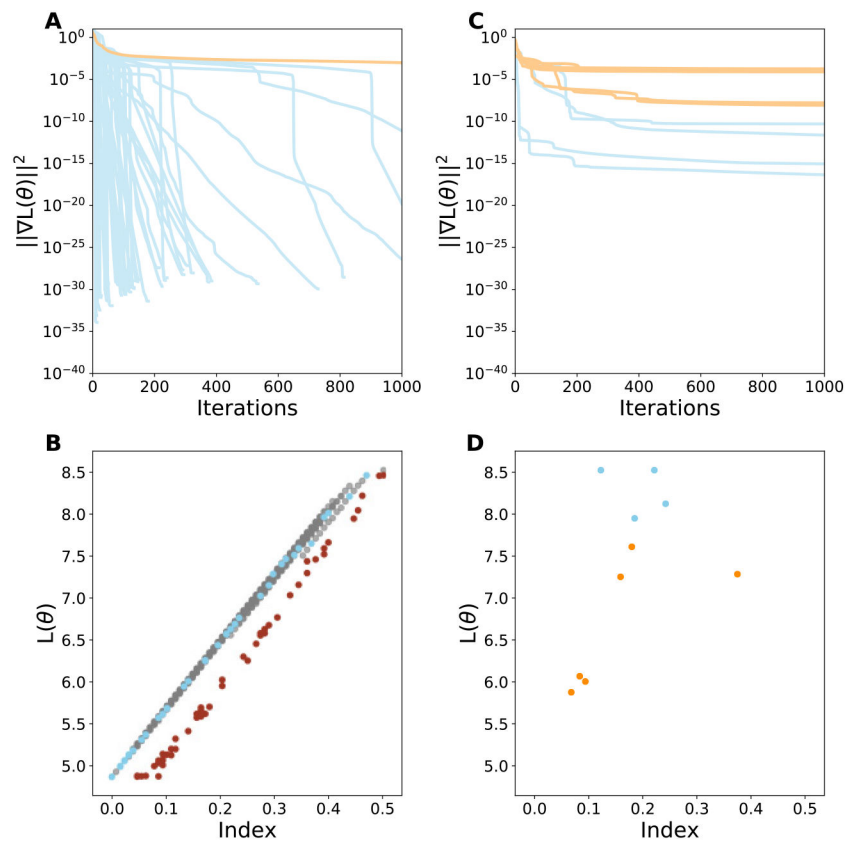 A
10⁰
10⁻⁵
10⁻¹⁰
10⁻¹⁵
10⁻²⁰
10⁻²⁵
10⁻³⁰
10⁻³⁵
10⁻⁴⁰
||∇L(θ)||²
0 200 400 600 800 1000
Iterations
C
10⁰
10⁻⁵
10⁻¹⁰
10⁻¹⁵
10⁻²⁰
10⁻²⁵
10⁻³⁰
10⁻³⁵
10⁻⁴⁰
||∇L(θ)||²
0 200 400 600 800 1000
Iterations
B
8.5
8.0
7.5
7.0
6.5
6.0
5.5
5.0
L(θ)
0.0 0.1 0.2 0.3 0.4 0.5
Index
D
8.5
8.0
7.5
7.0
6.5
6.0
5.5
5.0
L(θ)
0.0 0.1 0.2 0.3 0.4 0.5
Index